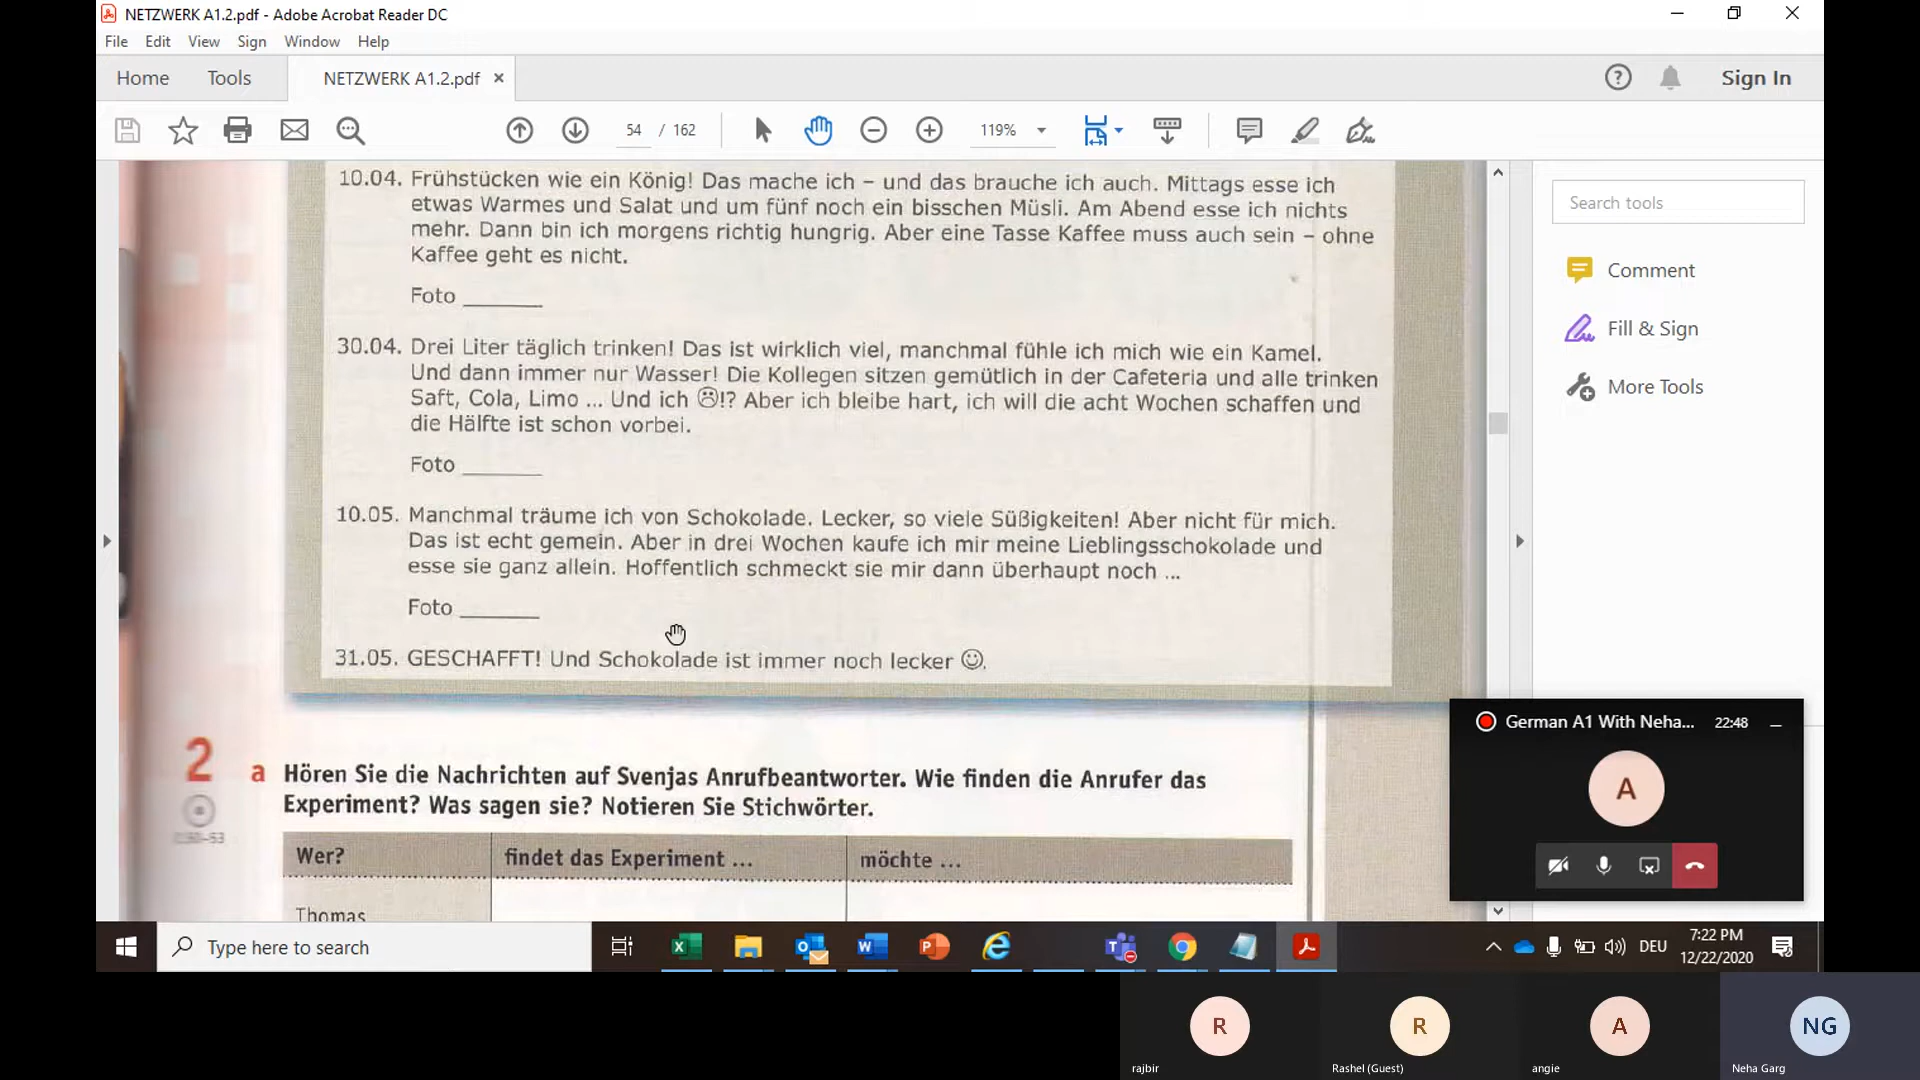 NETZWERK A1.2.pdf - Adobe Acrobat Reader DC
File Edit View Sign Window Help
Home Tools NETZWERK A1.2.pdf × Sign In
54 / 162 119%
10.04. Frühstücken wie ein König! Das mache ich – und das brauche ich auch. Mittags esse ich
etwas Warmes und Salat und um fünf noch ein bisschen Müsli. Am Abend esse ich nichts
mehr. Dann bin ich morgens richtig hungrig. Aber eine Tasse Kaffee muss auch sein – ohne
Kaffee geht es nicht.
Foto ______
30.04. Drei Liter täglich trinken! Das ist wirklich viel, manchmal fühle ich mich wie ein Kamel.
Und dann immer nur Wasser! Die Kollegen sitzen gemütlich in der Cafeteria und alle trinken
Saft, Cola, Limo ... Und ich ☹!? Aber ich bleibe hart, ich will die acht Wochen schaffen und
die Hälfte ist schon vorbei.
Foto ______
10.05. Manchmal träume ich von Schokolade. Lecker, so viele Süßigkeiten! Aber nicht für mich.
Das ist echt gemein. Aber in drei Wochen kaufe ich mir meine Lieblingsschokolade und
esse sie ganz allein. Hoffentlich schmeckt sie mir dann überhaupt noch ...
Foto ______
31.05. GESCHAFFT! Und Schokolade ist immer noch lecker ☺.
2 a Hören Sie die Nachrichten auf Svenjas Anrufbeantworter. Wie finden die Anrufer das
Experiment? Was sagen sie? Notieren Sie Stichwörter.
Wer? findet das Experiment ... möchte ...
Thomas
Search tools
Comment
Fill & Sign
More Tools
German A1 With Neha... 22:48
A
Type here to search
DEU
7:22 PM
12/22/2020
R R A NG
rajbir Rashel (Guest) angie Neha Garg